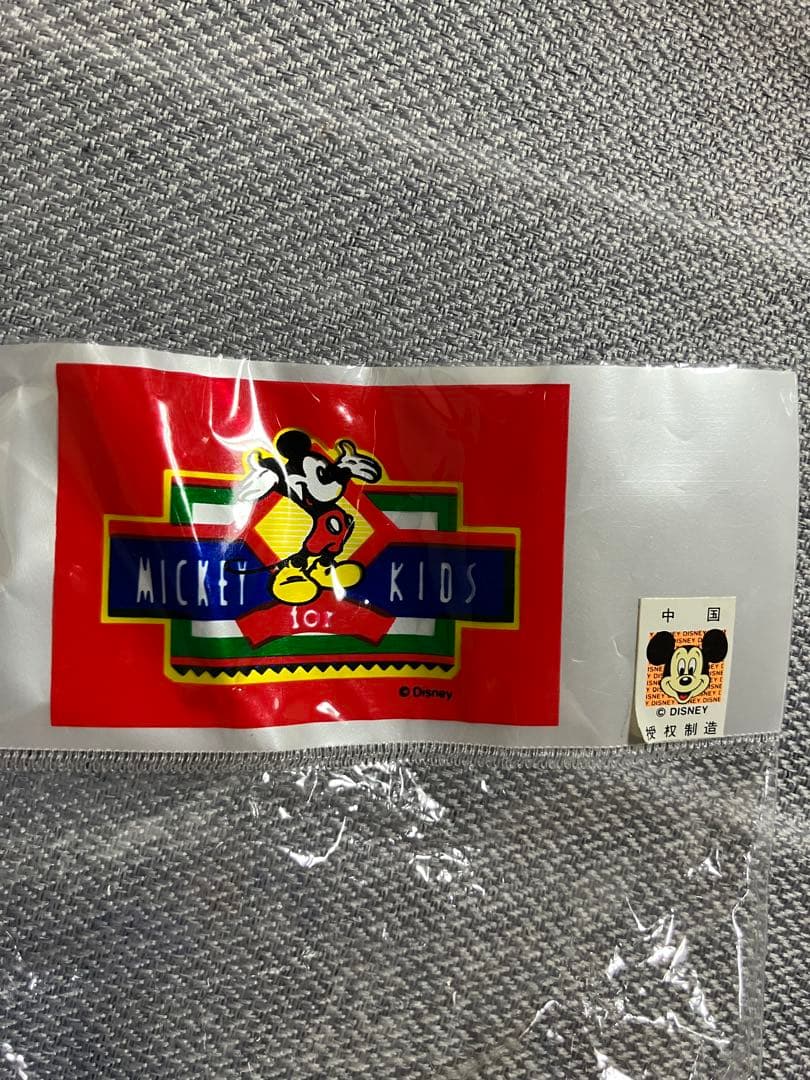 MICKEY for KIDS
© Disney
中国
© DISNEY
授权制造